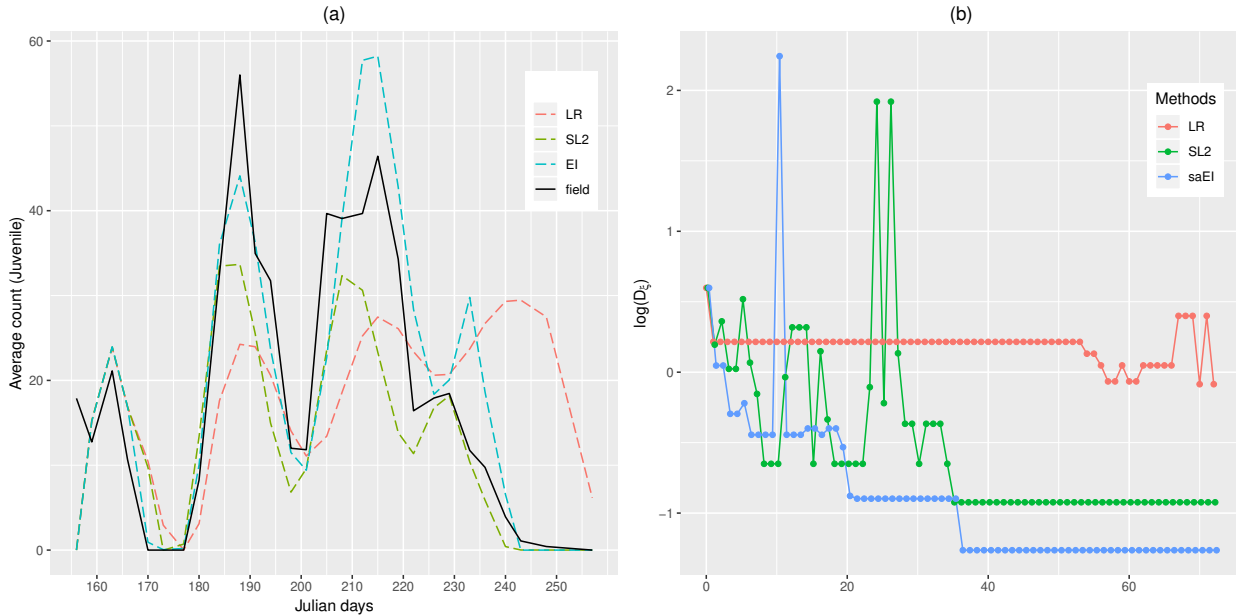 (a)
60
40
20
0
Average count (Juvenile)
160
170
180
190
200
210
220
230
240
250
Julian days
LR
SL2
EI
field
(b)
2
1
0
−1
log(Dξ)
0
20
40
60
Methods
LR
SL2
saEI